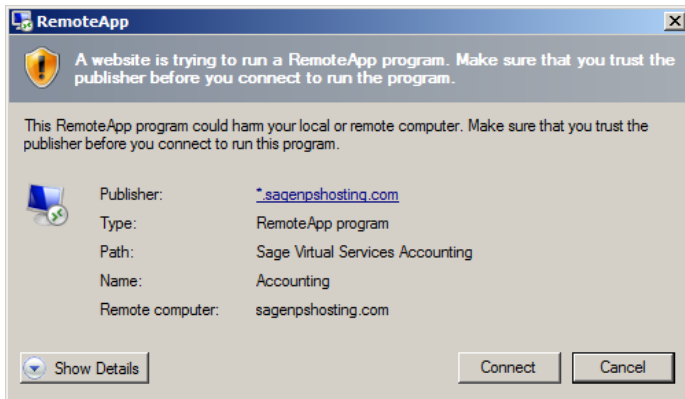 RemoteApp
A website is trying to run a RemoteApp program. Make sure that you trust the
publisher before you connect to run the program.
This RemoteApp program could harm your local or remote computer. Make sure that you trust the
publisher before you connect to run this program.
Publisher: *.sagenpshosting.com
Type: RemoteApp program
Path: Sage Virtual Services Accounting
Name: Accounting
Remote computer: sagenpshosting.com
Show Details Connect Cancel